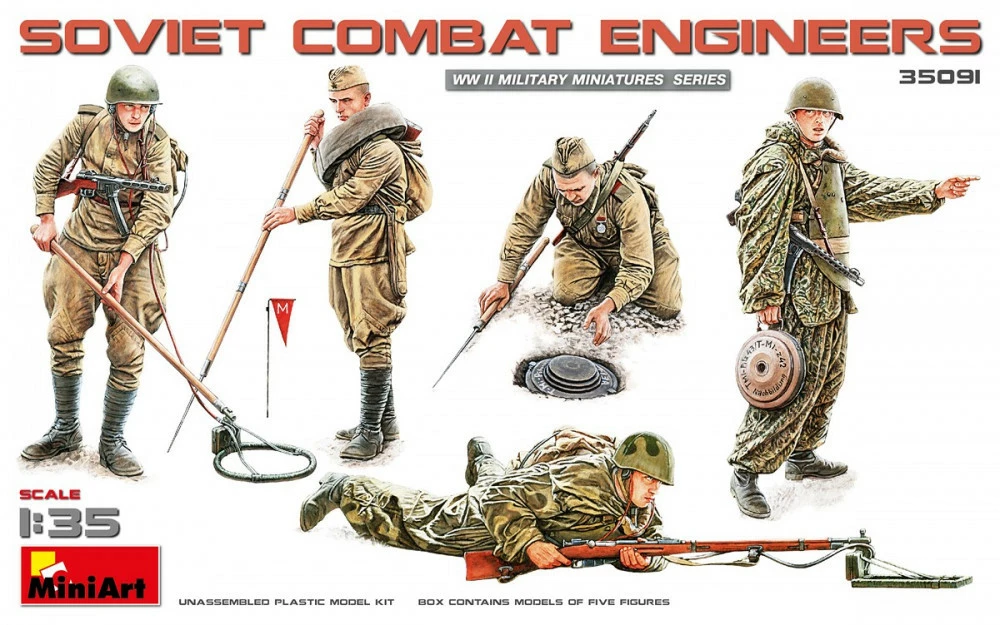 SOVIET COMBAT ENGINEERS
WW II MILITARY MINIATURES SERIES
35091
M
SCALE
1:35
MiniArt
UNASSEMBLED PLASTIC MODEL KIT
BOX CONTAINS MODELS OF FIVE FIGURES